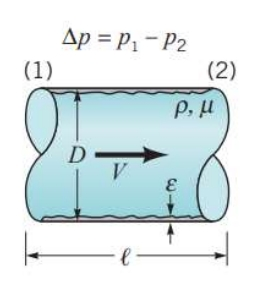 Δp = p₁ − p₂
(1) (2)
ρ, μ
D
V
ε
ℓ